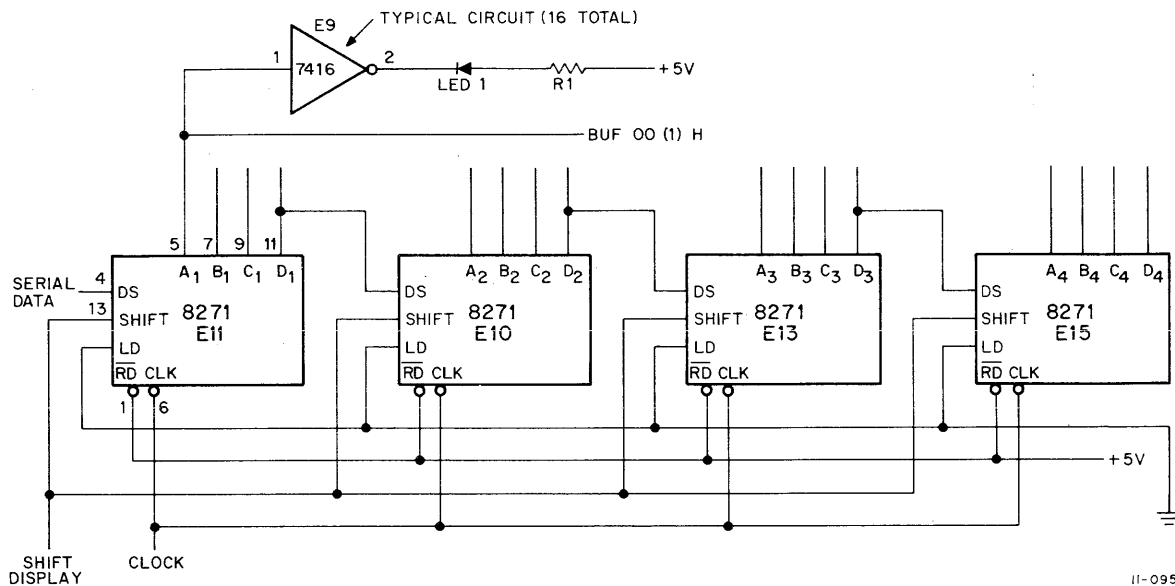 TYPICAL CIRCUIT (16 TOTAL)
E9
1
7416
2
LED 1
R1
+5V
BUF 00 (1) H
5
7
9
11
A1 B1 C1 D1
A2 B2 C2 D2
A3 B3 C3 D3
A4 B4 C4 D4
SERIAL
DATA
4
13
DS
SHIFT
LD
RD CLK
8271
E11
1
6
DS
SHIFT
LD
RD CLK
8271
E10
DS
SHIFT
LD
RD CLK
8271
E13
DS
SHIFT
LD
RD CLK
8271
E15
+5V
SHIFT
DISPLAY
CLOCK